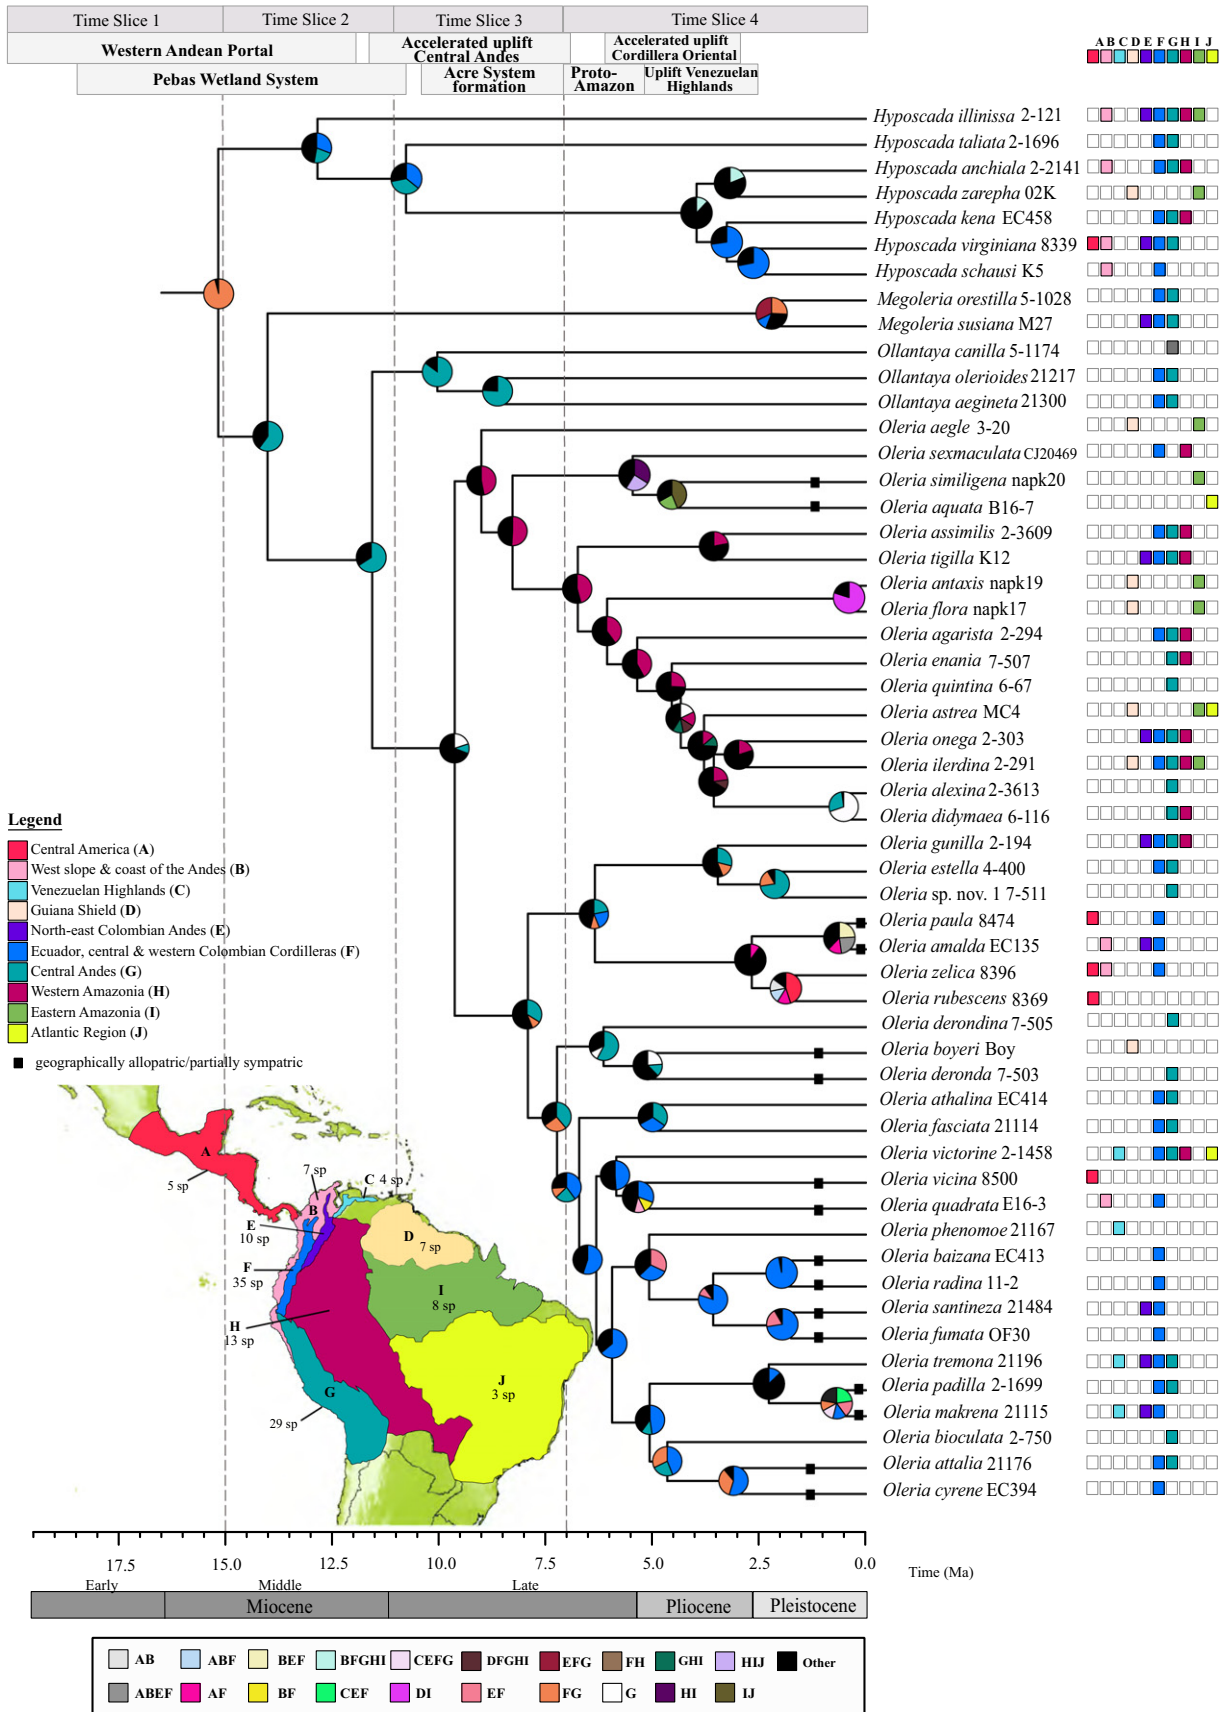 Time Slice 1
Time Slice 2
Time Slice 3
Time Slice 4
Western Andean Portal
Accelerated uplift
Central Andes
Accelerated uplift
Cordillera Oriental
Pebas Wetland System
Acre System
formation
Proto-
Amazon
Uplift Venezuelan
Highlands
A B C D E F G H I J
Hyposcada illinissa 2-121
Hyposcada taliata 2-1696
Hyposcada anchiala 2-2141
Hyposcada zarepha 02K
Hyposcada kena EC458
Hyposcada virginiana 8339
Hyposcada schausi K5
Megoleria orestilla 5-1028
Megoleria susiana M27
Ollantaya canilla 5-1174
Ollantaya olerioides 21217
Ollantaya aegineta 21300
Oleria aegle 3-20
Oleria sexmaculata CJ20469
Oleria similigena napk20
Oleria aquata B16-7
Oleria assimilis 2-3609
Oleria tigilla K12
Oleria antaxis napk19
Oleria flora napk17
Oleria agarista 2-294
Oleria enania 7-507
Oleria quintina 6-67
Oleria astrea MC4
Oleria onega 2-303
Oleria ilerdina 2-291
Oleria alexina 2-3613
Oleria didymaea 6-116
Oleria gunilla 2-194
Oleria estella 4-400
Oleria sp. nov. 1 7-511
Oleria paula 8474
Oleria amalda EC135
Oleria zelica 8396
Oleria rubescens 8369
Oleria derondina 7-505
Oleria boyeri Boy
Oleria deronda 7-503
Oleria athalina EC414
Oleria fasciata 21114
Oleria victorine 2-1458
Oleria vicina 8500
Oleria quadrata E16-3
Oleria phenomoe 21167
Oleria baizana EC413
Oleria radina 11-2
Oleria santineza 21484
Oleria fumata OF30
Oleria tremona 21196
Oleria padilla 2-1699
Oleria makrena 21115
Oleria bioculata 2-750
Oleria attalia 21176
Oleria cyrene EC394
Legend
Central America (A)
West slope & coast of the Andes (B)
Venezuelan Highlands (C)
Guiana Shield (D)
North-east Colombian Andes (E)
Ecuador, central & western Colombian Cordilleras (F)
Central Andes (G)
Western Amazonia (H)
Eastern Amazonia (I)
Atlantic Region (J)
geographically allopatric/partially sympatric
A
5 sp
7 sp
B
C 4 sp
E
10 sp
D
7 sp
F
35 sp
I
8 sp
H
13 sp
J
3 sp
G
29 sp
17.5
15.0
12.5
10.0
7.5
5.0
2.5
0.0
Time (Ma)
Early
Middle
Late
Miocene
Pliocene
Pleistocene
AB
ABF
BEF
BFGHI
CEFG
DFGHI
EFG
FH
GHI
HIJ
Other
ABEF
AF
BF
CEF
DI
EF
FG
G
HI
IJ